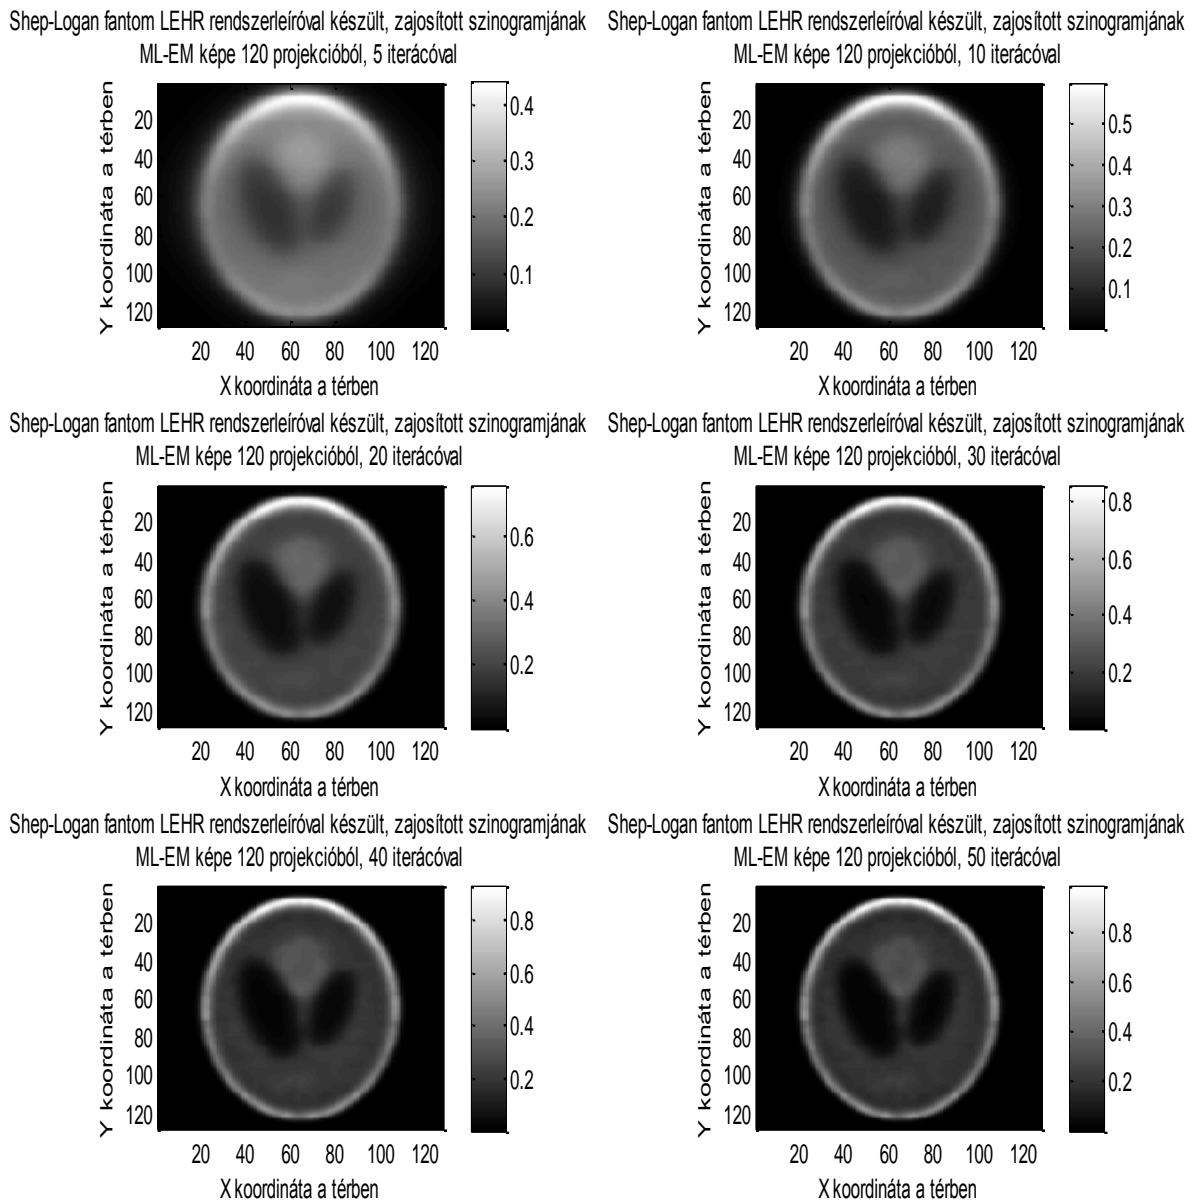 Shep-Logan fantom LEHR rendszerleíróval készült, zajosított szinogramjának
ML-EM képe 120 projekcióból, 5 iterácóval
Y koordináta a térben
20
40
60
80
100
120
20 40 60 80 100 120
X koordináta a térben
0.4
0.3
0.2
0.1
Shep-Logan fantom LEHR rendszerleíróval készült, zajosított szinogramjának
ML-EM képe 120 projekcióból, 10 iterácóval
Y koordináta a térben
20
40
60
80
100
120
20 40 60 80 100 120
X koordináta a térben
0.5
0.4
0.3
0.2
0.1
Shep-Logan fantom LEHR rendszerleíróval készült, zajosított szinogramjának
ML-EM képe 120 projekcióból, 20 iterácóval
Y koordináta a térben
20
40
60
80
100
120
20 40 60 80 100 120
X koordináta a térben
0.6
0.4
0.2
Shep-Logan fantom LEHR rendszerleíróval készült, zajosított szinogramjának
ML-EM képe 120 projekcióból, 30 iterácóval
Y koordináta a térben
20
40
60
80
100
120
20 40 60 80 100 120
X koordináta a térben
0.8
0.6
0.4
0.2
Shep-Logan fantom LEHR rendszerleíróval készült, zajosított szinogramjának
ML-EM képe 120 projekcióból, 40 iterácóval
Y koordináta a térben
20
40
60
80
100
120
20 40 60 80 100 120
X koordináta a térben
0.8
0.6
0.4
0.2
Shep-Logan fantom LEHR rendszerleíróval készült, zajosított szinogramjának
ML-EM képe 120 projekcióból, 50 iterácóval
Y koordináta a térben
20
40
60
80
100
120
20 40 60 80 100 120
X koordináta a térben
0.8
0.6
0.4
0.2